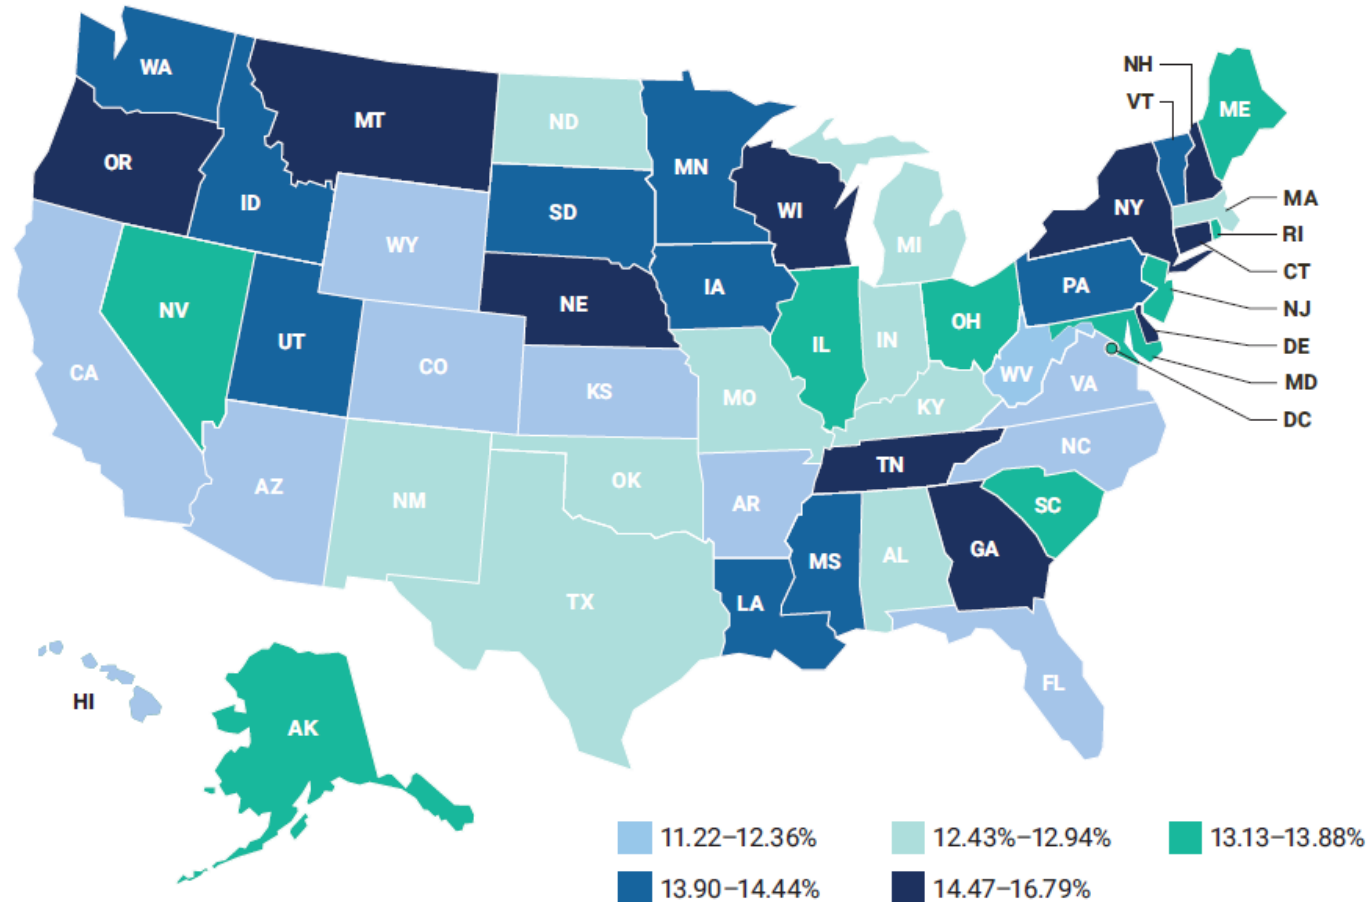 NH
WA
VT
ME
MT
ND
OR
MN
ID
SD
WI
MA
NY
RI
WY
MI
CT
IA
PA
NE
NJ
NV
OH
UT
IL
IN
DE
CO
WV
CA
VA
MD
KS
MO
KY
DC
NC
TN
AZ
OK
NM
AR
SC
GA
MS
AL
TX
LA
FL
HI
AK
11.22–12.36%
12.43%–12.94%
13.13–13.88%
13.90–14.44%
14.47–16.79%